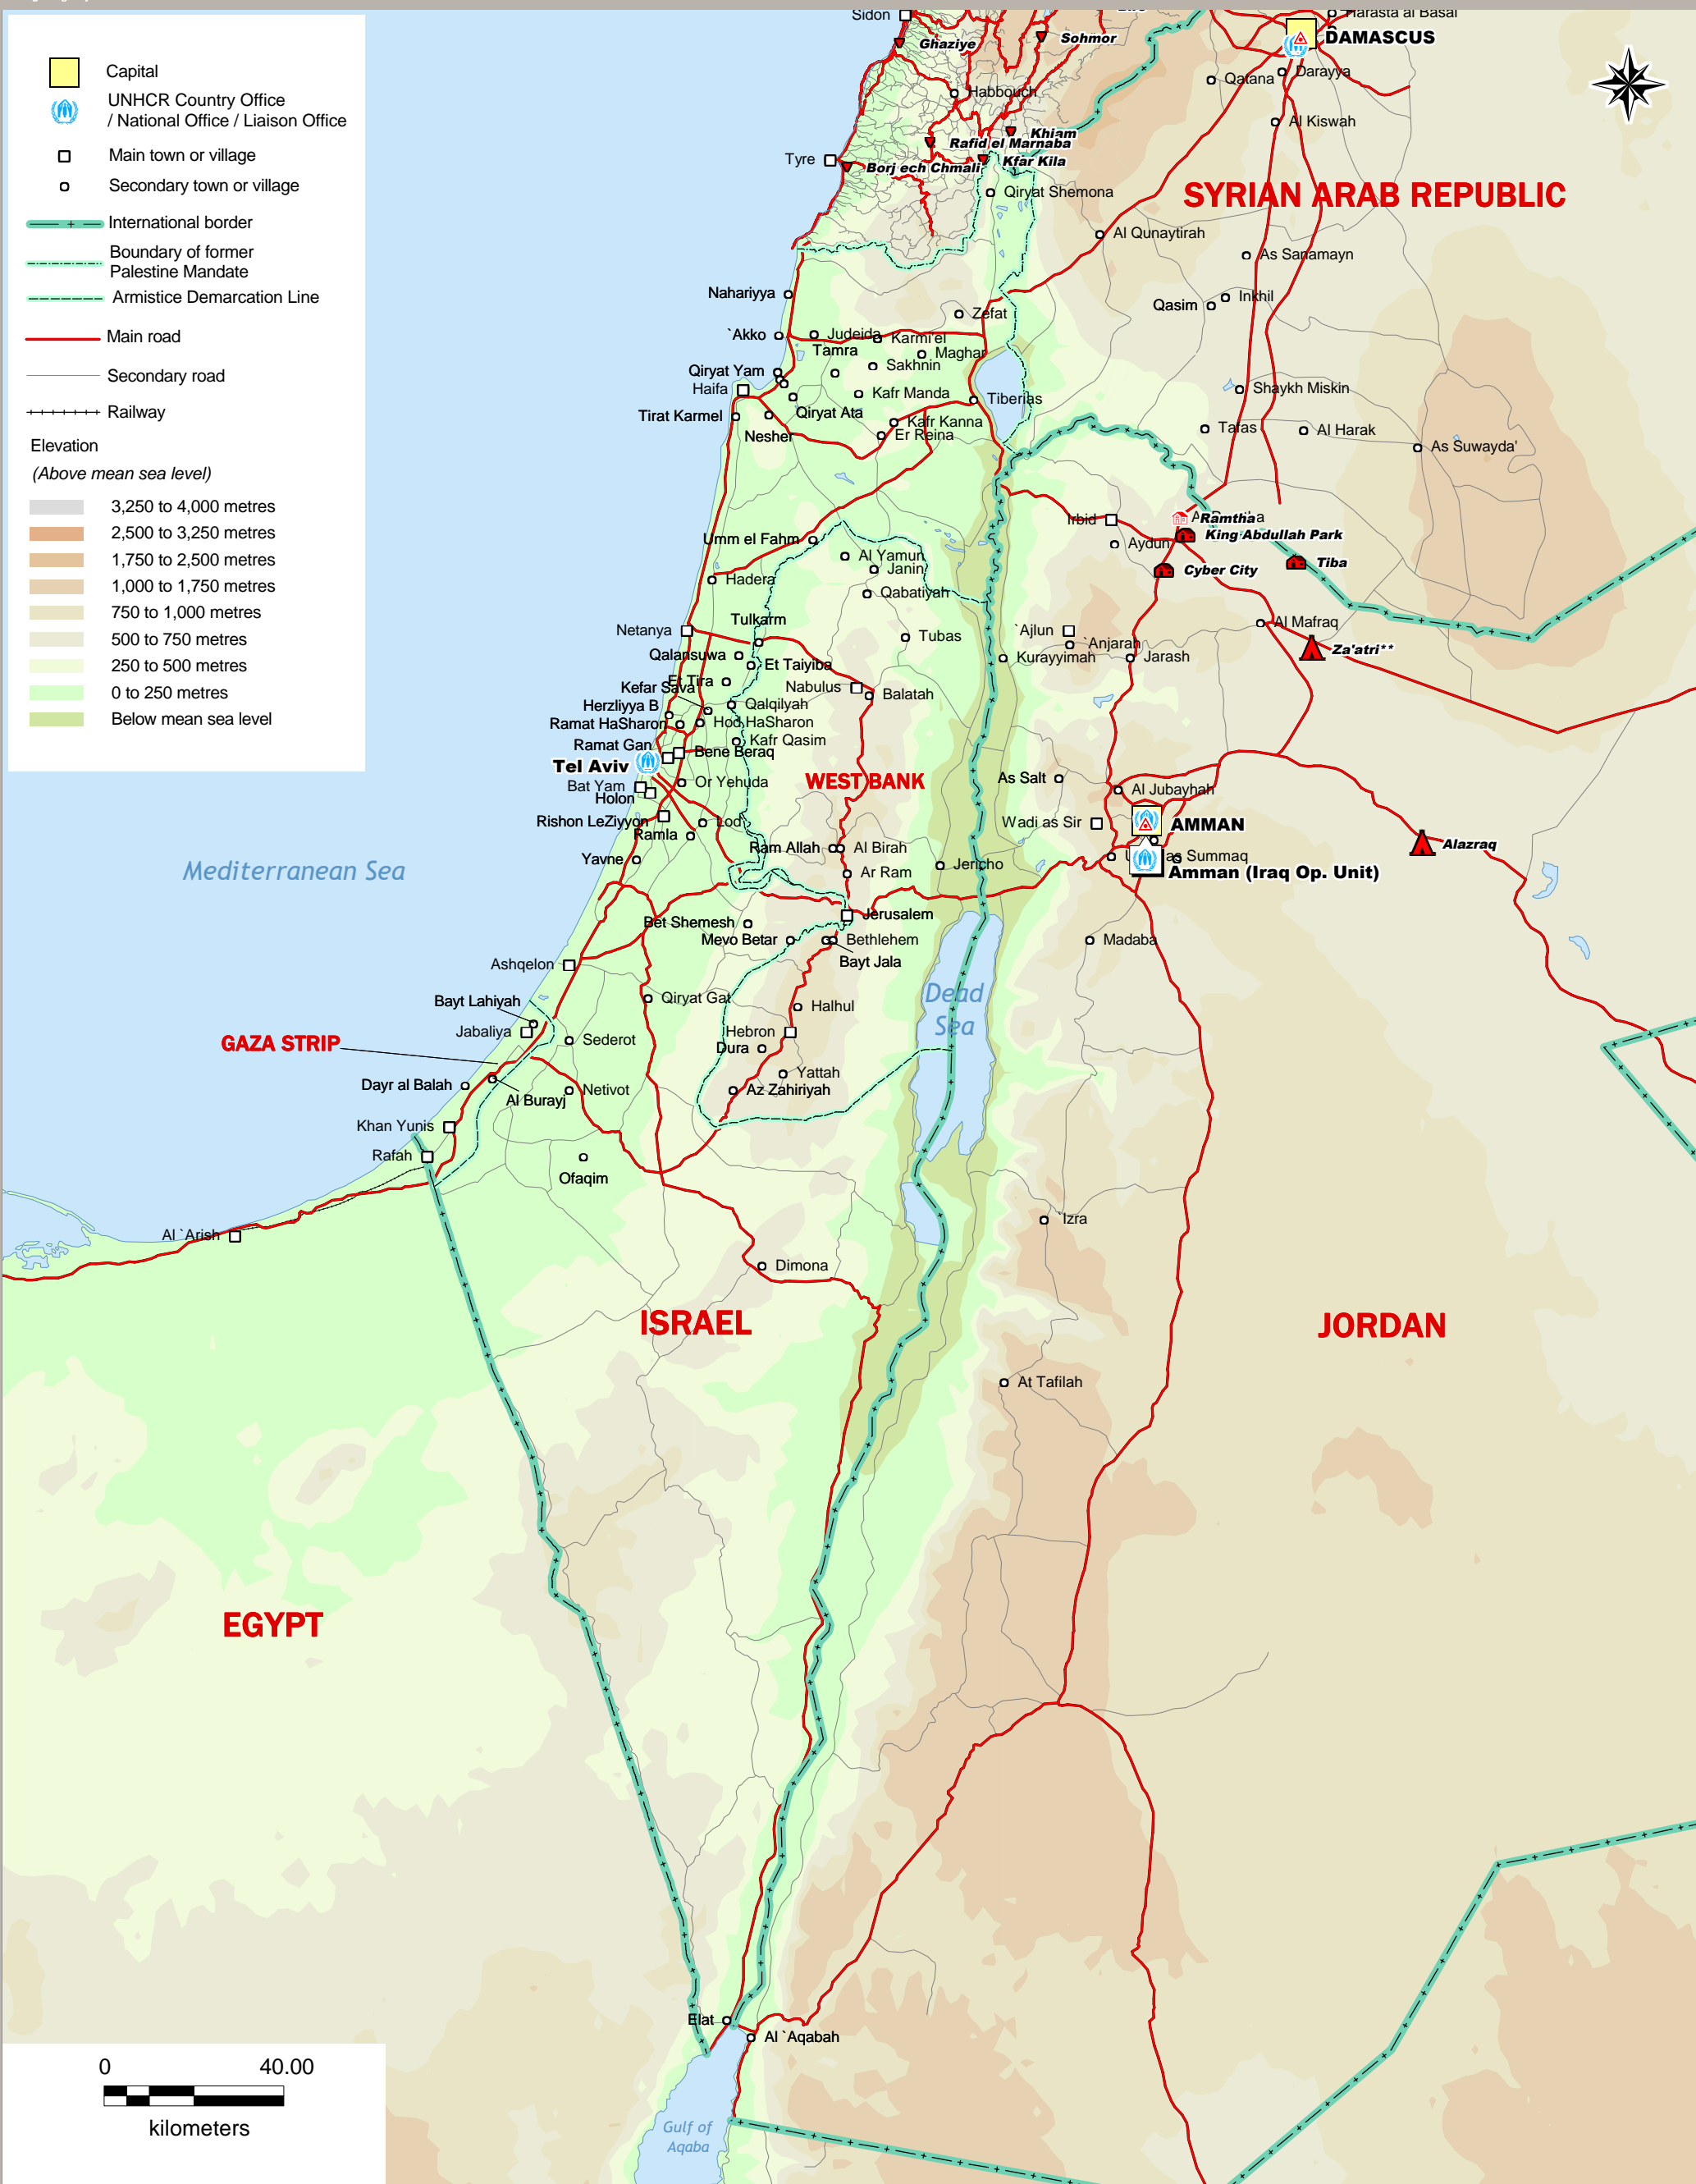 Capital
UNHCR Country Office
/ National Office / Liaison Office
Main town or village
Secondary town or village
International border
Boundary of former
Palestine Mandate
Armistice Demarcation Line
Main road
Secondary road
Railway
Elevation
(Above mean sea level)
3,250 to 4,000 metres
2,500 to 3,250 metres
1,750 to 2,500 metres
1,000 to 1,750 metres
750 to 1,000 metres
500 to 750 metres
250 to 500 metres
0 to 250 metres
Below mean sea level
Sidon
Harasta al Basal
DAMASCUS
Ghaziye
Sohmor
Qatana
Darayya
Habbouch
Al Kiswah
Khiam
Rafid el Marnaba
Tyre
Borj ech Chmali
Kfar Kila
Qiryat Shemona
SYRIAN ARAB REPUBLIC
Al Qunaytirah
As Sanamayn
Nahariyya
Inkhil
Qasim
Zefat
`Akko
Judeida
Karmi'el
Tamra
Maghar
Sakhnin
Qiryat Yam
Haifa
Kafr Manda
Shaykh Miskin
Tiberias
Tirat Karmel
Qiryat Ata
Kafr Kanna
Nesher
Er Reina
Tafas
Al Harak
As Suwayda'
Irbid
Ramtha
King Abdullah Park
Umm el Fahm
Aydun
Al Yamun
Janin
Tiba
Cyber City
Hadera
Qabatiyah
Tulkarm
Netanya
Tubas
`Ajlun
Al Mafraq
`Anjarah
Za'atri**
Qalansuwa
Et Taiyiba
Kurayyimah
Jarash
Et Tira
Kefar Sava
Nabulus
Balatah
Herzliyya B
Qalqilyah
Ramat HaSharon
Hod HaSharon
Ramat Gan
Kafr Qasim
Bene Beraq
Tel Aviv
WEST BANK
As Salt
Bat Yam
Or Yehuda
Al Jubayhah
Holon
Rishon LeZiyyon
Lod
Wadi as Sir
AMMAN
Ramla
Ram Allah
Al Birah
Alazraq
Yavne
Jericho
as Summaq
Mediterranean Sea
Ar Ram
Amman (Iraq Op. Unit)
Jerusalem
Bet Shemesh
Mevo Betar
Bethlehem
Madaba
Bayt Jala
Ashqelon
Dead
Sea
Bayt Lahiyah
Qiryat Gat
Halhul
Jabaliya
Hebron
GAZA STRIP
Sederot
Dura
Yattah
Dayr al Balah
Netivot
Az Zahiriyah
Al Burayj
Khan Yunis
Rafah
Ofaqim
Al `Arish
`Izra
Dimona
ISRAEL
JORDAN
At Tafilah
EGYPT
Elat
Al `Aqabah
0 40.00
kilometers
Gulf of
Aqaba